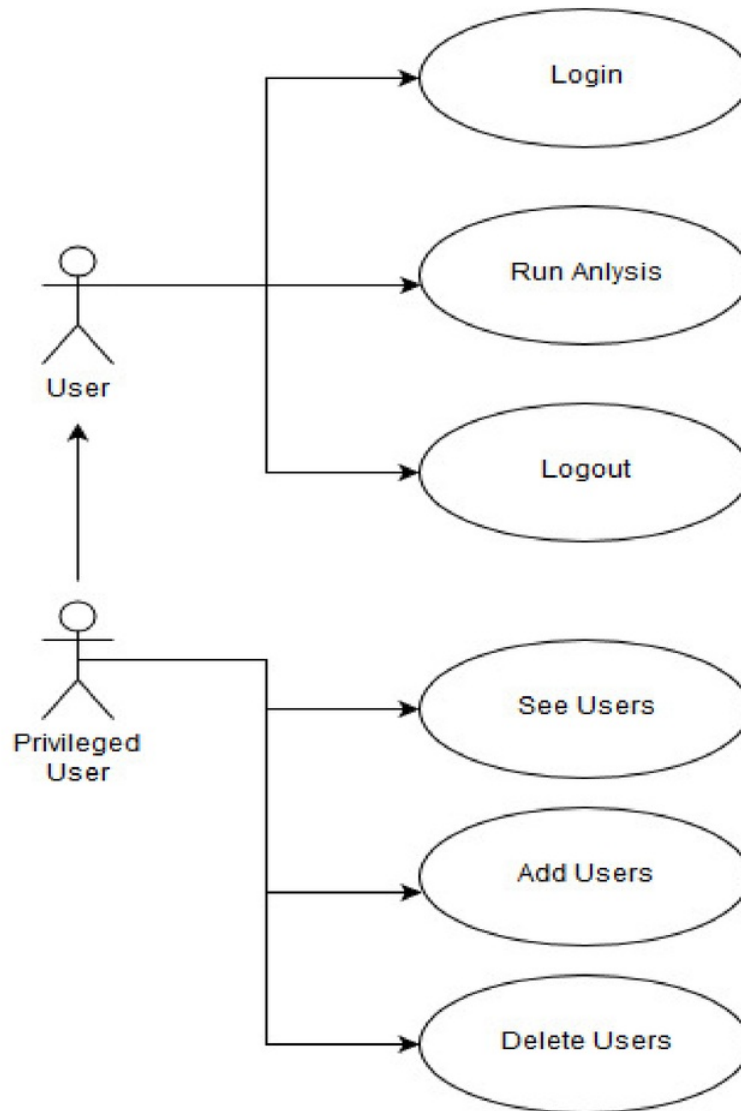 Login
Run Anlysis
User
Logout
See Users
Privileged
User
Add Users
Delete Users